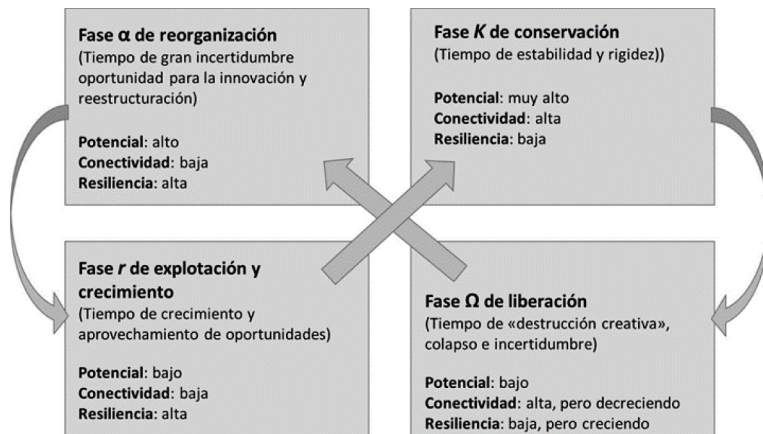 Fase α de reorganización
(Tiempo de gran incertidumbre
oportunidad para la innovación y
reestructuración)
Potencial: alto
Conectividad: baja
Resiliencia: alta
Fase K de conservación
(Tiempo de estabilidad y rigidez))
Potencial: muy alto
Conectividad: alta
Resiliencia: baja
Fase r de explotación y
crecimiento
(Tiempo de crecimiento y
aprovechamiento de oportunidades)
Potencial: bajo
Conectividad: baja
Resiliencia: alta
Fase Ω de liberación
(Tiempo de «destrucción creativa»,
colapso e incertidumbre)
Potencial: bajo
Conectividad: alta, pero decreciendo
Resiliencia: baja, pero creciendo